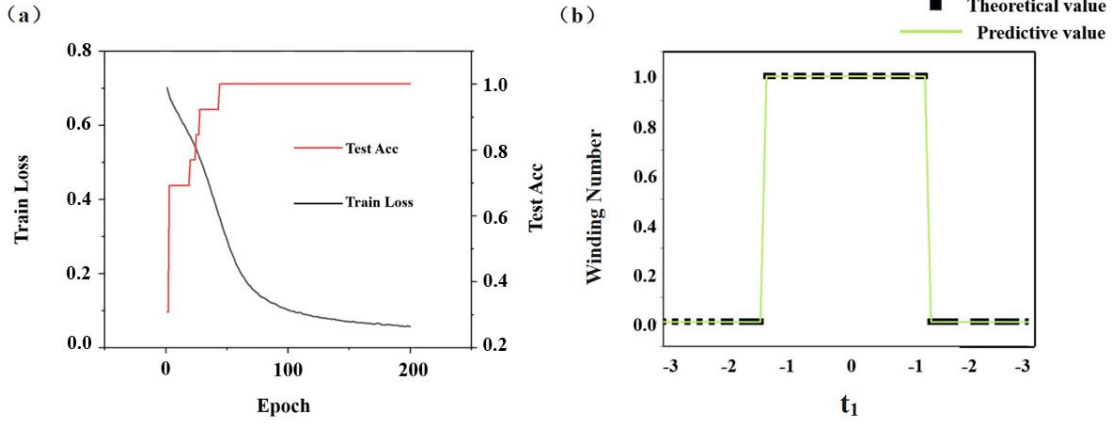 (a)
0.8
0.6
0.4
0.2
0.0
Train Loss
0
100
200
Epoch
1.0
0.8
0.6
0.4
0.2
Test Acc
Test Acc
Train Loss
(b)
Theoretical value
Predictive value
1.0
0.8
0.6
0.4
0.2
0.0
Winding Number
-3
-2
-1
0
-1
-2
-3
t1